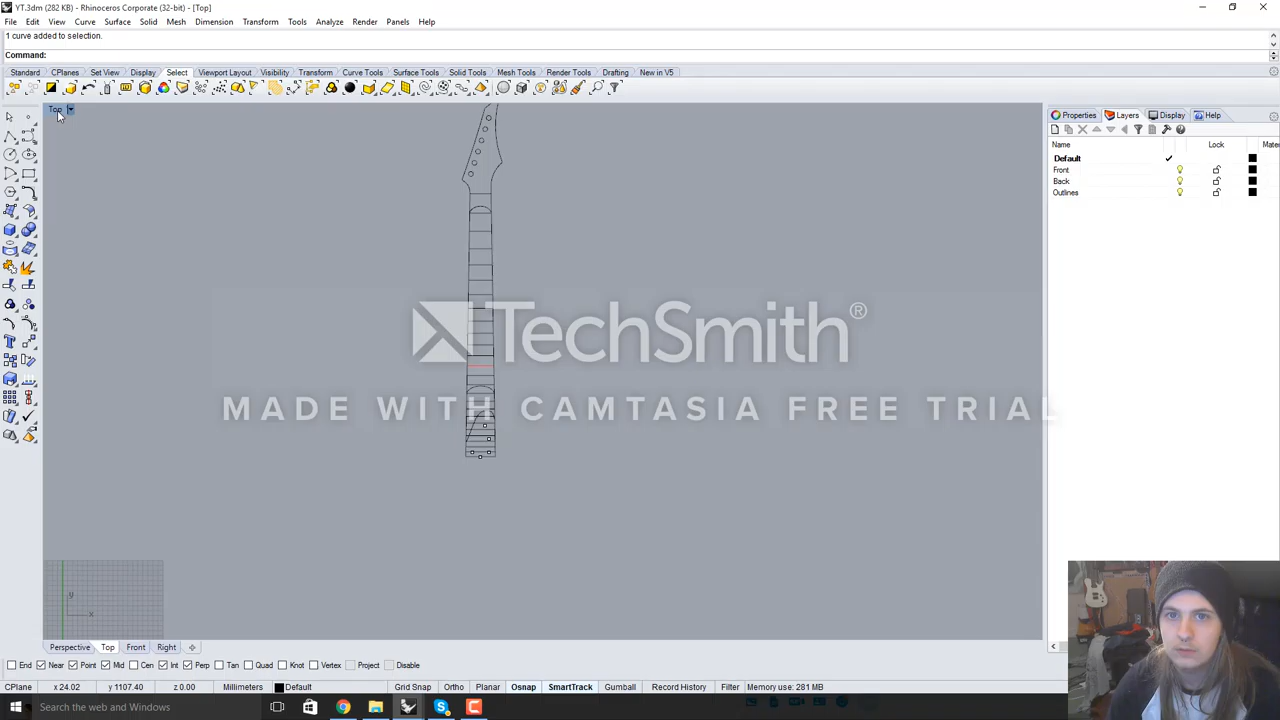 YT.3dm (282 KB) - Rhinoceros Corporate (32-bit) - [Top]
File Edit View Curve Surface Solid Mesh Dimension Transform Tools Analyze Render Panels Help
1 curve added to selection.
Command:
Standard CPlanes Set View Display Select Viewport Layout Visibility Transform Curve Tools Surface Tools Solid Tools Mesh Tools Render Tools Drafting New in V5
Top
Properties Layers Display Help
Name Lock Mater
Default
Front
Back
Outlines
TechSmith®
MADE WITH CAMTASIA FREE TRIAL
y
x
Perspective Top Front Right
End Near Point Mid Cen Int Perp Tan Quad Knot Vertex Project Disable
CPlane x 24.02 y 1107.40 z 0.00 Millimeters Default Grid Snap Ortho Planar Osnap SmartTrack Gumball Record History Filter Memory use: 281 MB
Search the web and Windows